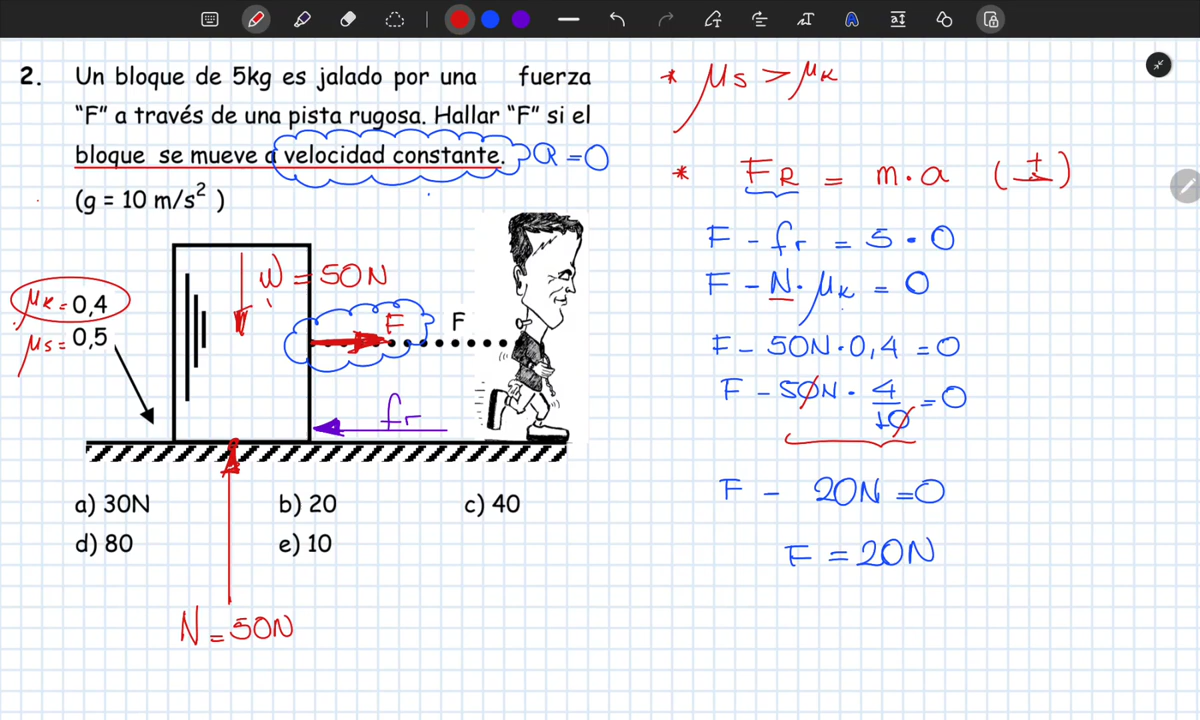 2. Un bloque de 5kg es jalado por una fuerza
"F" a través de una pista rugosa. Hallar "F" si el
bloque se mueve a velocidad constante. a = 0
(g = 10 m/s² )
μK = 0,4
μs = 0,5
W = 50N
F
F
fr
a) 30N b) 20 c) 40
d) 80 e) 10
N = 50N
* μs > μK
* FR = m·a (±)
F - fr = 5 · 0
F - N · μK = 0
F - 50N · 0,4 = 0
F - 50N · 4/10 = 0
F - 20N = 0
F = 20N